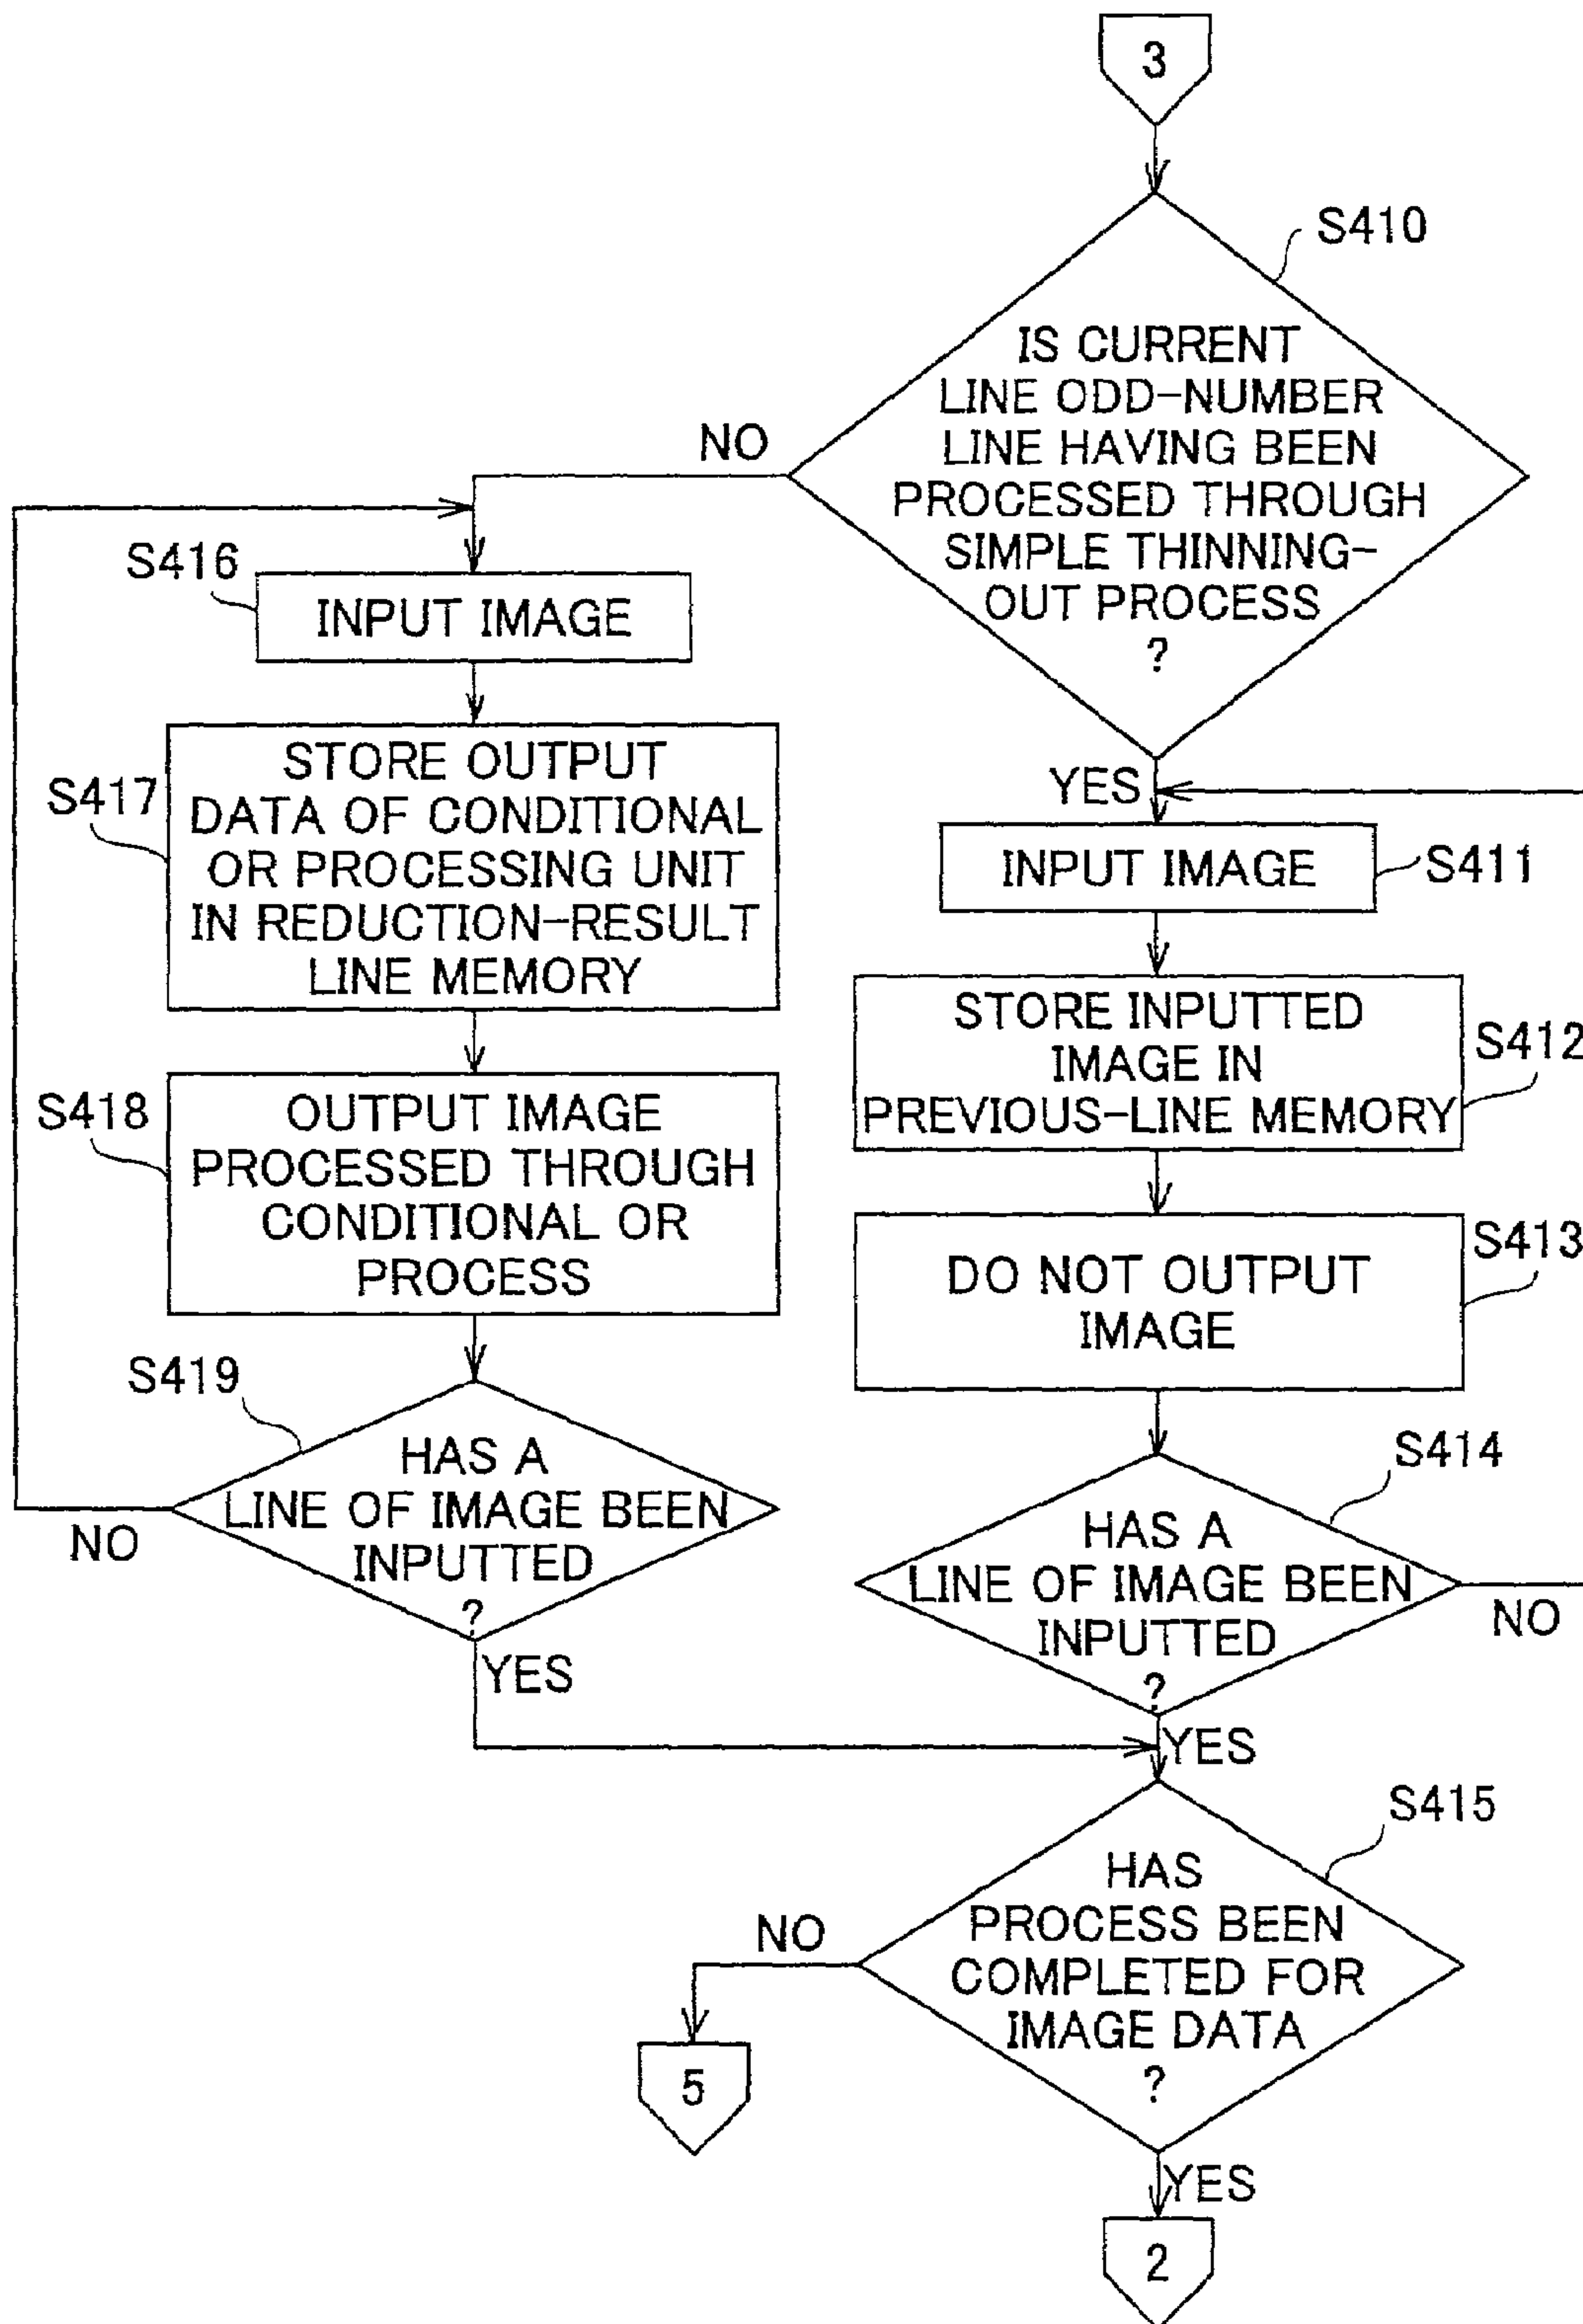 3
S410
IS CURRENT
LINE ODD-NUMBER
LINE HAVING BEEN
PROCESSED THROUGH
SIMPLE THINNING-
OUT PROCESS
?
NO
YES
S416
INPUT IMAGE
S417
STORE OUTPUT
DATA OF CONDITIONAL
OR PROCESSING UNIT
IN REDUCTION-RESULT
LINE MEMORY
S418
OUTPUT IMAGE
PROCESSED THROUGH
CONDITIONAL OR
PROCESS
S419
HAS A
LINE OF IMAGE BEEN
INPUTTED
?
NO
YES
INPUT IMAGE
S411
STORE INPUTTED
IMAGE IN
PREVIOUS-LINE MEMORY
S412
DO NOT OUTPUT
IMAGE
S413
S414
HAS A
LINE OF IMAGE BEEN
INPUTTED
?
NO
YES
S415
HAS
PROCESS BEEN
COMPLETED FOR
IMAGE DATA
?
NO
5
YES
2